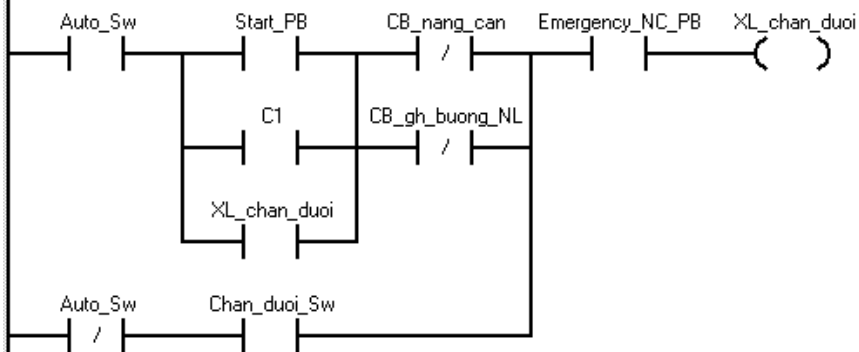 Auto_Sw Start_PB CB_nang_can Emergency_NC_PB XL_chan_duoi
C1 CB_gh_buong_NL
XL_chan_duoi
Auto_Sw Chan_duoi_Sw